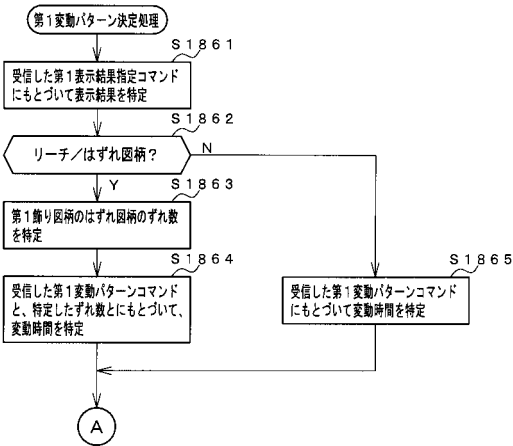 第1変動パターン決定処理
S1861
受信した第1表示結果指定コマンド
にもとづいて表示結果を特定
S1862
リーチ/はずれ図柄?
N
Y
S1863
第1飾り図柄のはずれ図柄のずれ数
を特定
S1864
受信した第1変動パターンコマンド
と、特定したずれ数とにもとづいて、
変動時間を特定
S1865
受信した第1変動パターンコマンド
にもとづいて変動時間を特定
A